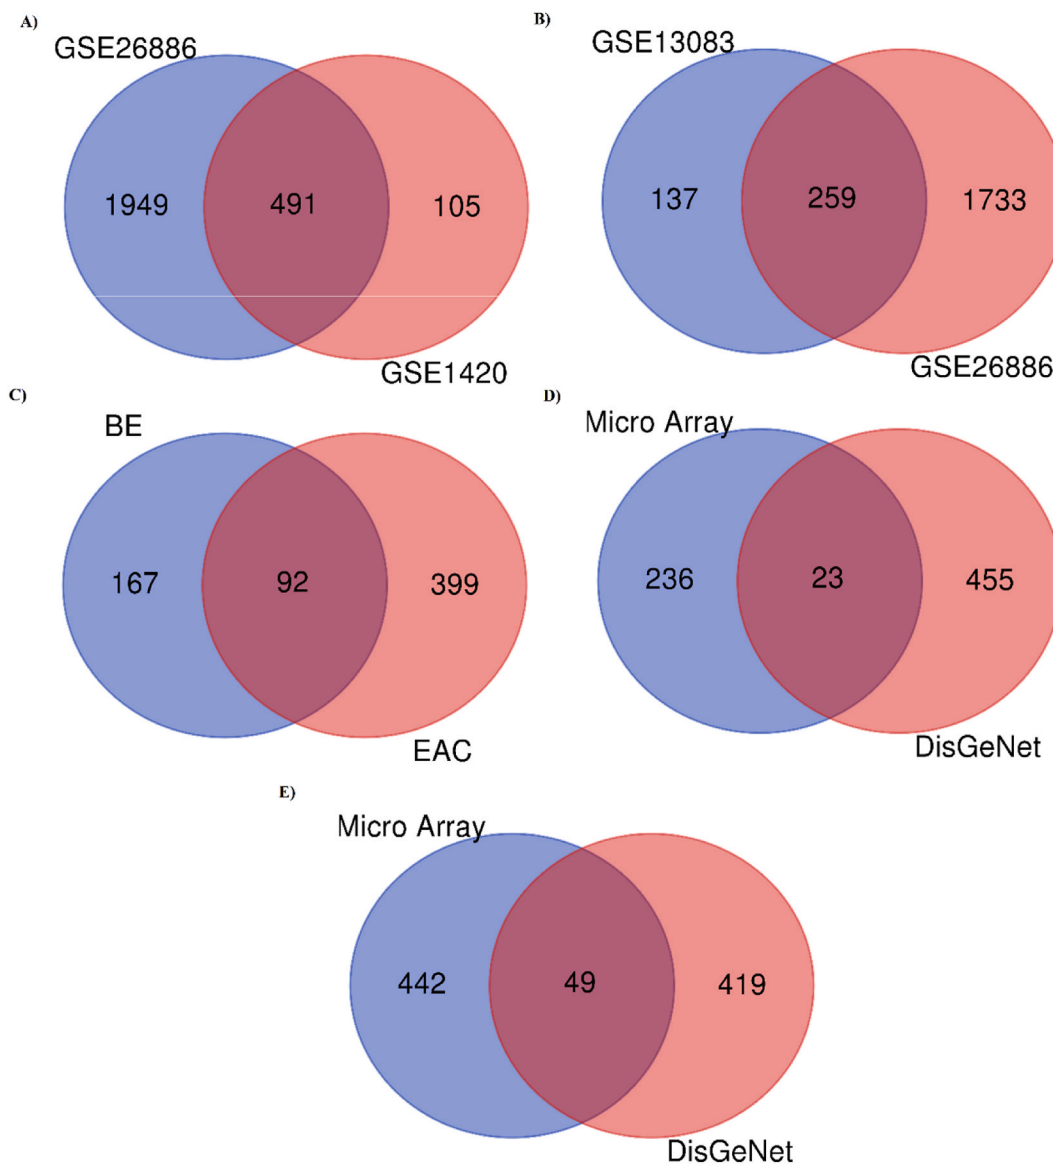 A)
GSE26886
1949
491
105
GSE1420
B)
GSE13083
137
259
1733
GSE26886
C)
BE
167
92
399
EAC
D)
Micro Array
236
23
455
DisGeNet
E)
Micro Array
442
49
419
DisGeNet